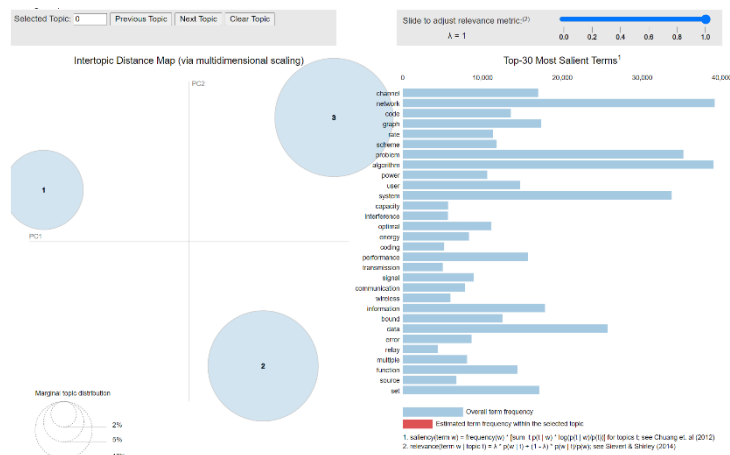 Selected Topic: 0 Previous Topic Next Topic Clear Topic
Slide to adjust relevance metric:(2)
λ = 1
0.0 0.2 0.4 0.6 0.8 1.0
Intertopic Distance Map (via multidimensional scaling)
PC2
PC1
1
2
3
Marginal topic distribution
2%
5%
Top-30 Most Salient Terms1
0 10,000 20,000 30,000 40,00
channel
network
code
graph
rate
scheme
problem
algorithm
power
user
system
capacity
interference
optimal
energy
coding
performance
transmission
signal
communication
wireless
information
bound
data
error
relay
multiple
function
source
set
Overall term frequency
Estimated term frequency within the selected topic
1. saliency(term w) = frequency(w) * [sum_t p(t | w) * log(p(t | w)/p(t))] for topics t; see Chuang et. al (2012)
2. relevance(term w | topic t) = λ * p(w | t) + (1 - λ) * p(w | t)/p(w); see Sievert & Shirley (2014)